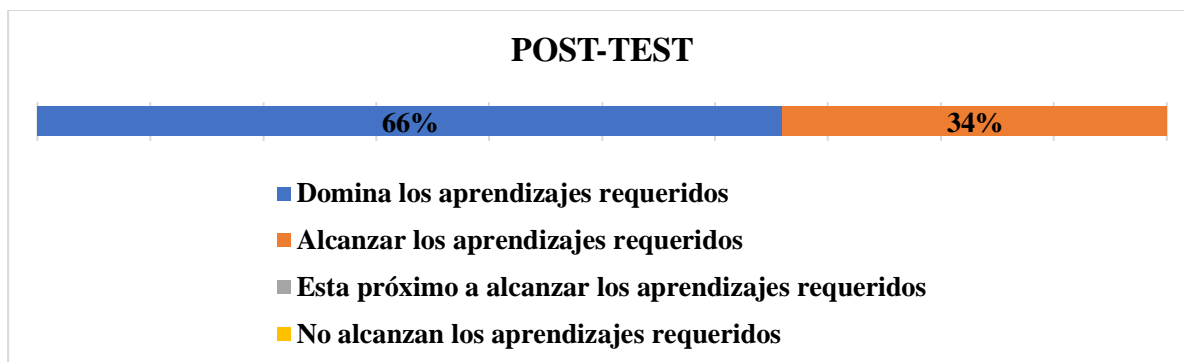 POST-TEST
66% 34%
Domina los aprendizajes requeridos
Alcanzar los aprendizajes requeridos
Esta próximo a alcanzar los aprendizajes requeridos
No alcanzan los aprendizajes requeridos